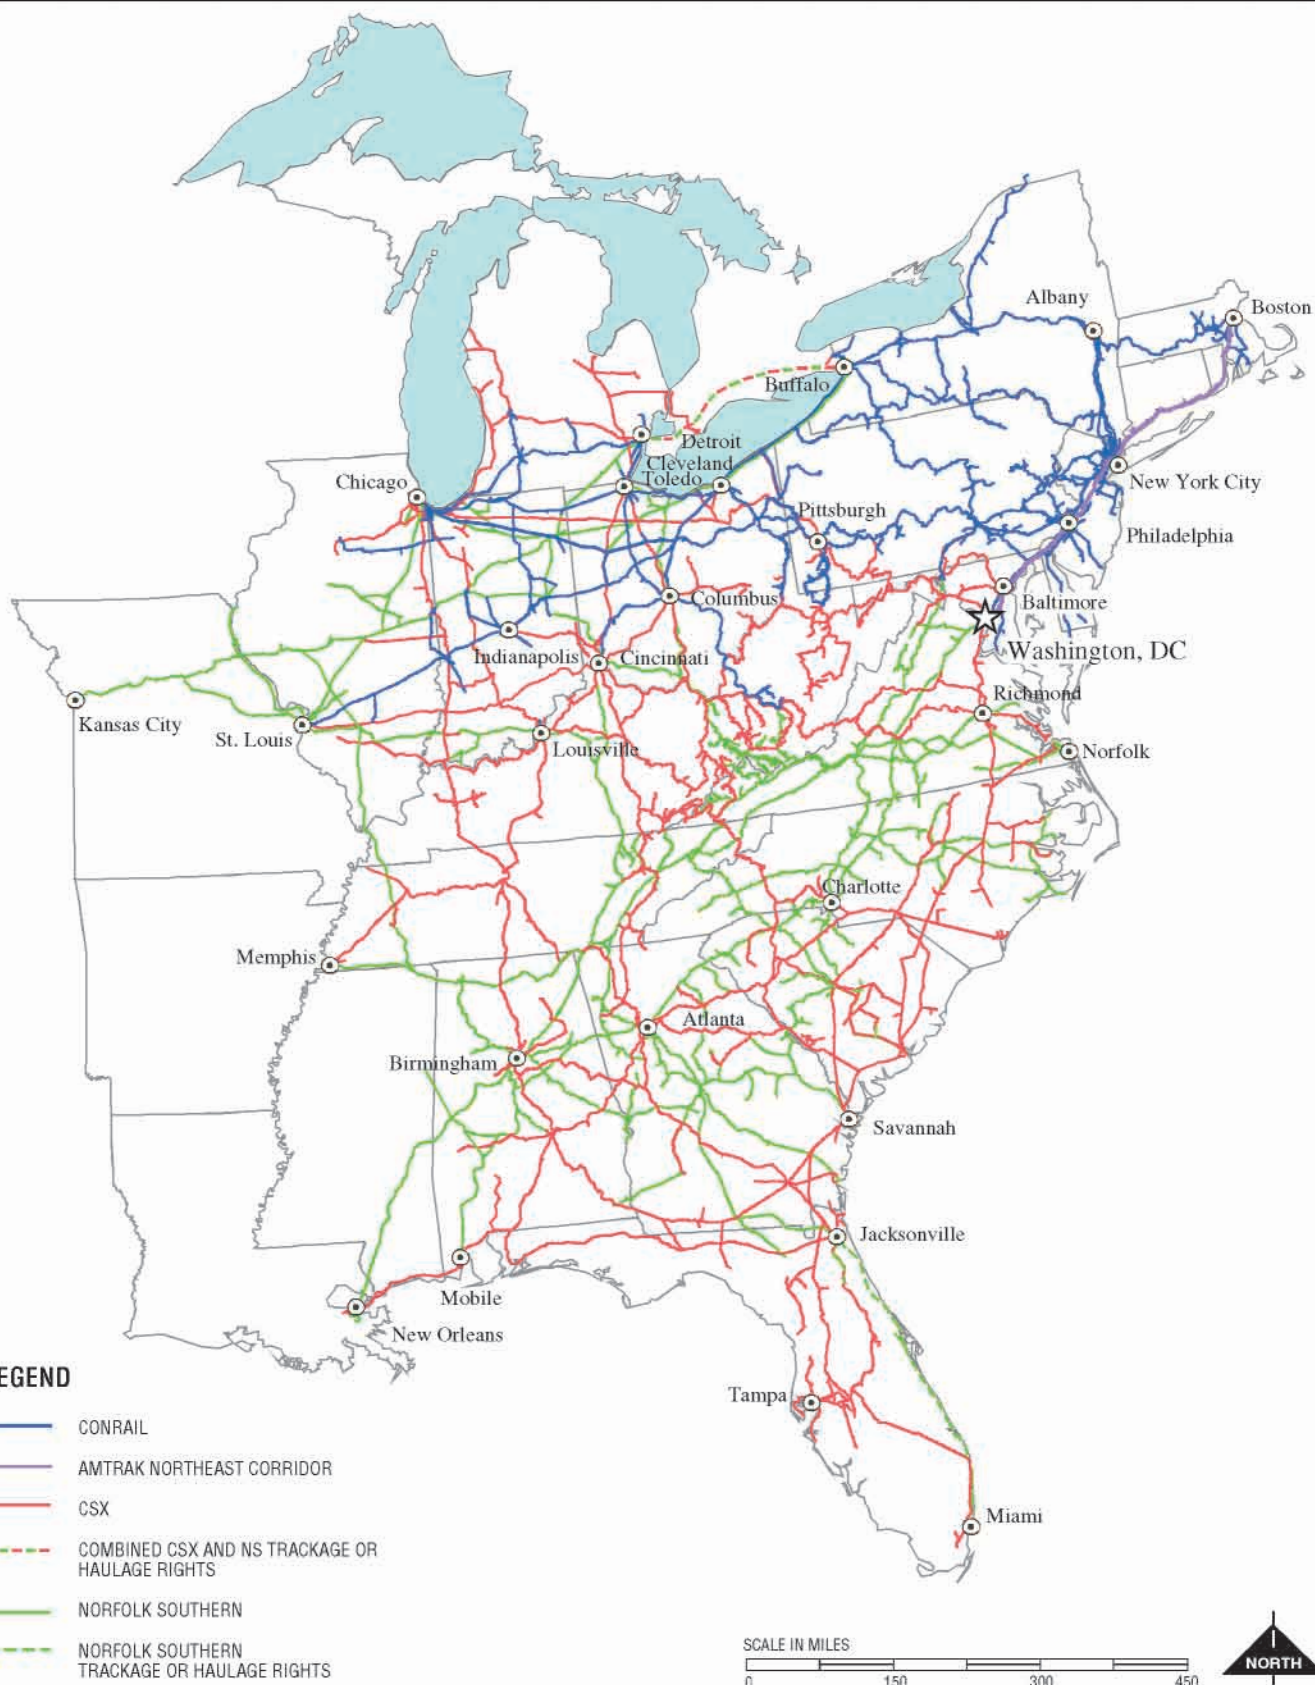 Albany
Boston
Buffalo
Detroit
Cleveland
Toledo
Chicago
New York City
Pittsburgh
Philadelphia
Columbus
Baltimore
Washington, DC
Indianapolis
Cincinnati
Richmond
Kansas City
St. Louis
Louisville
Norfolk
Charlotte
Memphis
Atlanta
Birmingham
Savannah
Jacksonville
Mobile
New Orleans
Tampa
Miami
EGEND
CONRAIL
AMTRAK NORTHEAST CORRIDOR
CSX
COMBINED CSX AND NS TRACKAGE OR
HAULAGE RIGHTS
NORFOLK SOUTHERN
NORFOLK SOUTHERN
TRACKAGE OR HAULAGE RIGHTS
SCALE IN MILES
0 150 300 450
NORTH